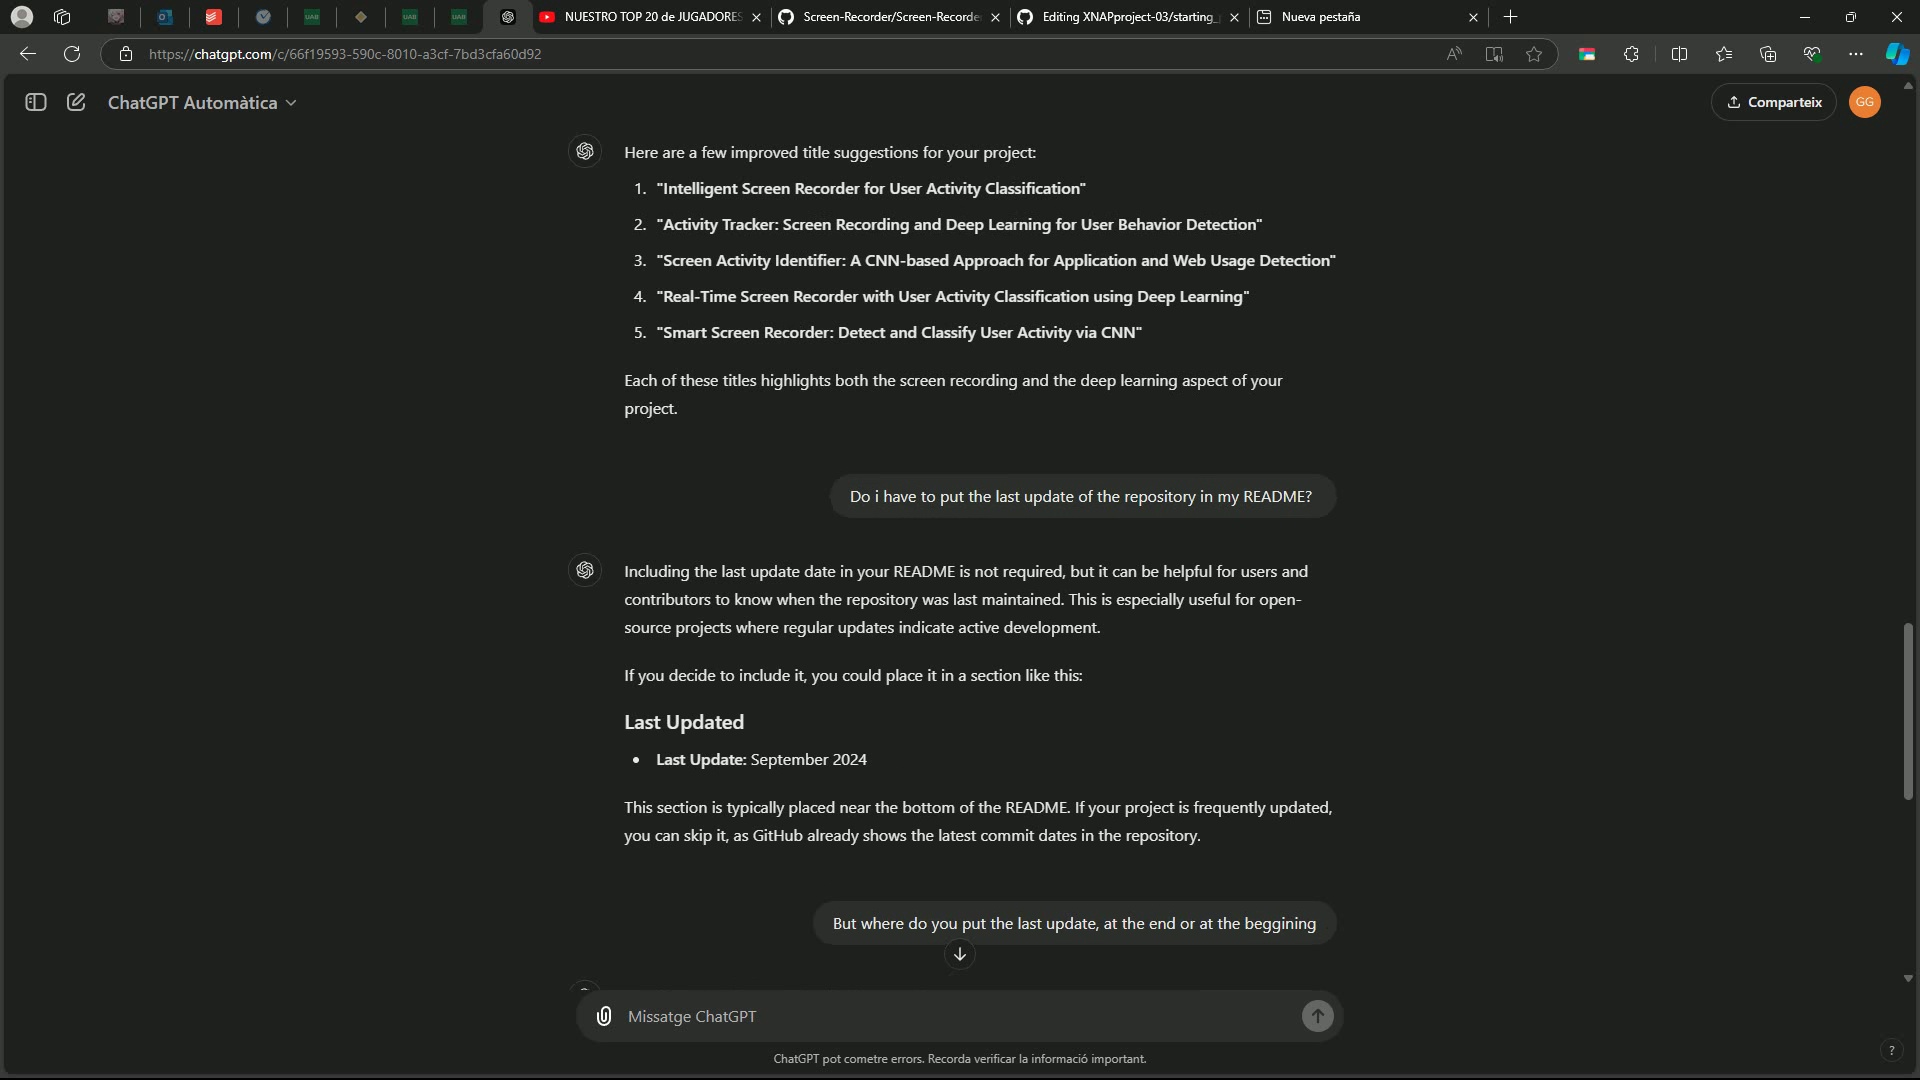 NUESTRO TOP 20 de JUGADORES
Screen-Recorder/Screen-Recorde
Editing XNAPproject-03/starting_
Nueva pestaña
https://chatgpt.com/c/66f19593-590c-8010-a3cf-7bd3cfa60d92
ChatGPT Automàtica
Comparteix
GG
Here are a few improved title suggestions for your project:
1. "Intelligent Screen Recorder for User Activity Classification"
2. "Activity Tracker: Screen Recording and Deep Learning for User Behavior Detection"
3. "Screen Activity Identifier: A CNN-based Approach for Application and Web Usage Detection"
4. "Real-Time Screen Recorder with User Activity Classification using Deep Learning"
5. "Smart Screen Recorder: Detect and Classify User Activity via CNN"
Each of these titles highlights both the screen recording and the deep learning aspect of your
project.
Do i have to put the last update of the repository in my README?
Including the last update date in your README is not required, but it can be helpful for users and
contributors to know when the repository was last maintained. This is especially useful for open-
source projects where regular updates indicate active development.
If you decide to include it, you could place it in a section like this:
Last Updated
• Last Update: September 2024
This section is typically placed near the bottom of the README. If your project is frequently updated,
you can skip it, as GitHub already shows the latest commit dates in the repository.
But where do you put the last update, at the end or at the beggining
Missatge ChatGPT
ChatGPT pot cometre errors. Recorda verificar la informació important.
?